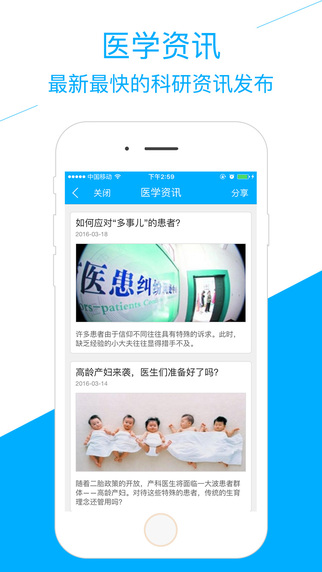 医学资讯
最新最快的科研资讯发布
中国移动 下午2:59
关闭 医学资讯 分享
如何应对“多事儿”的患者?
2016-03-18
医患纠纷
rs-patients
许多患者由于信仰不同往往具有特殊的诉求。此时,
缺乏经验的小大夫往往显得措手不及。
高龄产妇来袭，医生们准备好了吗?
2016-03-14
随着二胎政策的开放，产科医生将面临一大波患者群
体——高龄产妇。对待这些特殊的患者，传统的生育
理念还管用吗?